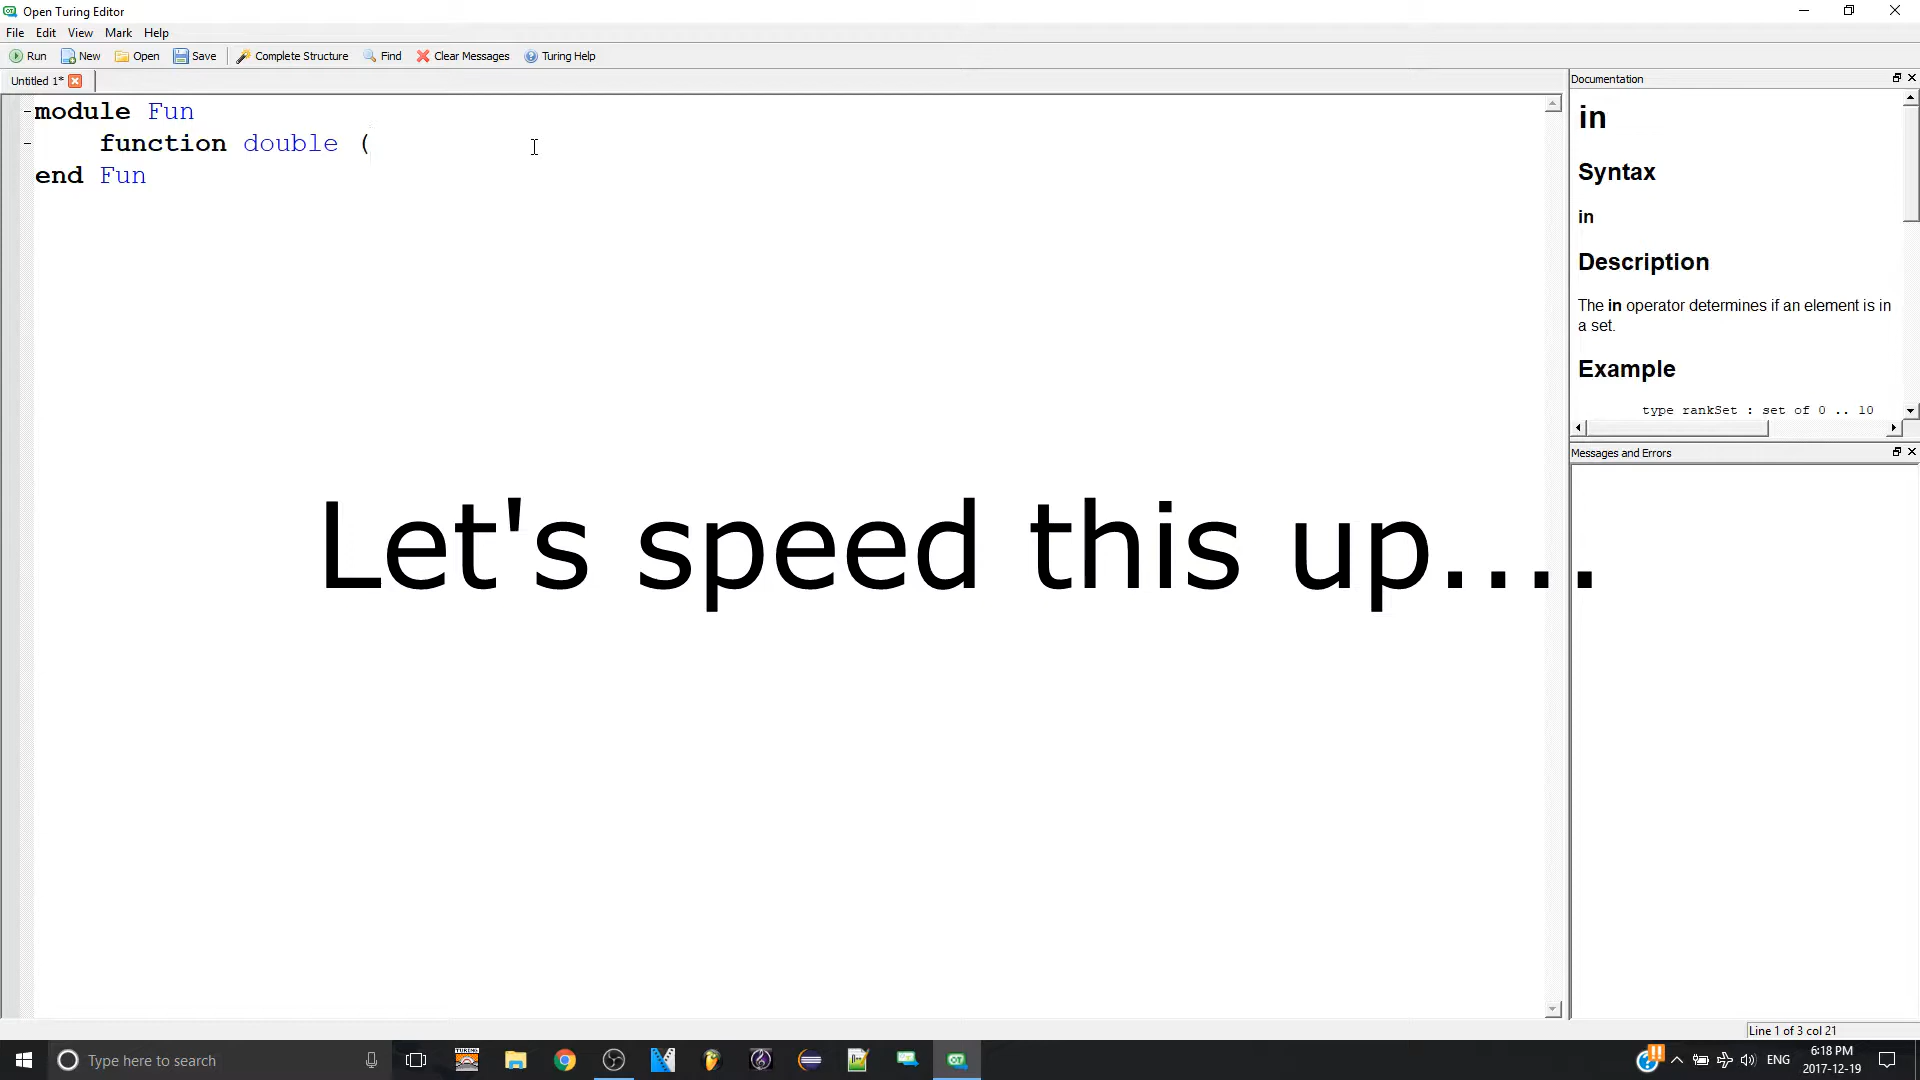 Open Turing Editor
File Edit View Mark Help
Run New Open Save Complete Structure Find Clear Messages Turing Help
Untitled 1*
module Fun
function double (
end Fun
Documentation
in
Syntax
in
Description
The in operator determines if an element is in
a set.
Example
type rankSet : set of 0 .. 10
Messages and Errors
Let's speed this up....
Line 1 of 3 col 21
Type here to search
TURING
ENG
6:18 PM
2017-12-19